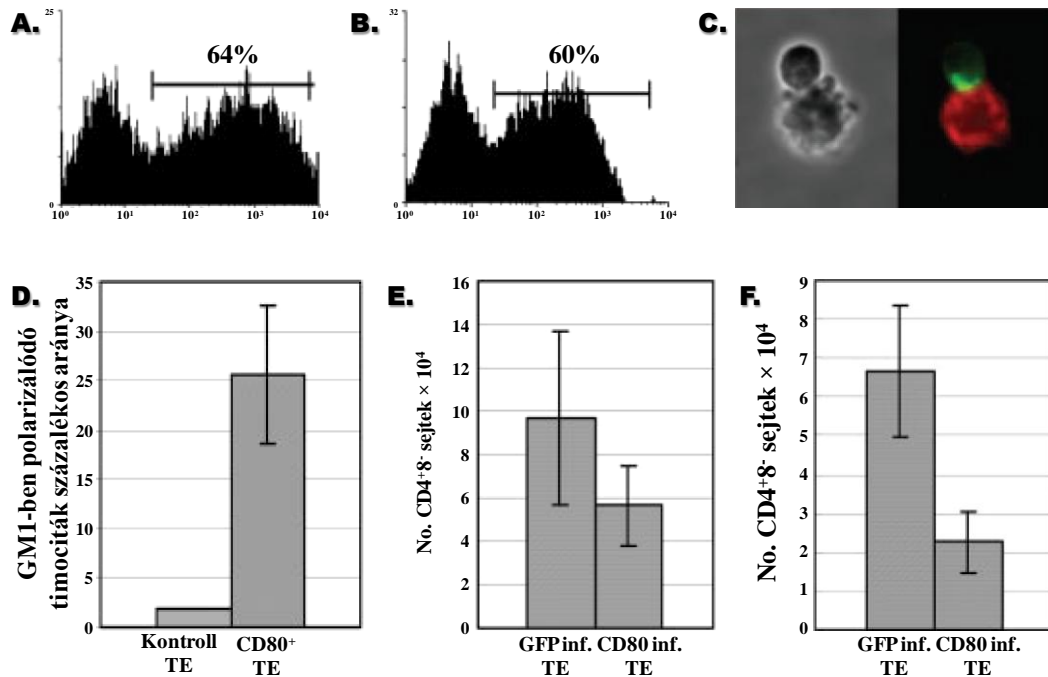 A.
25
64%
0
10⁰ 10¹ 10² 10³ 10⁴
B.
32
60%
0
10⁰ 10¹ 10² 10³ 10⁴
C.
D.
GM1-ben polarizálódó
timociták százalékos aránya
35
30
25
20
15
10
5
0
Kontroll TE
CD80⁺ TE
E.
No. CD4⁺8⁻ sejtek × 10⁴
16
14
12
10
8
6
4
2
0
GFP inf. TE
CD80 inf. TE
F.
No. CD4⁺8⁻ sejtek × 10⁴
9
8
7
6
5
4
3
2
1
0
GFP inf. TE
CD80 inf. TE